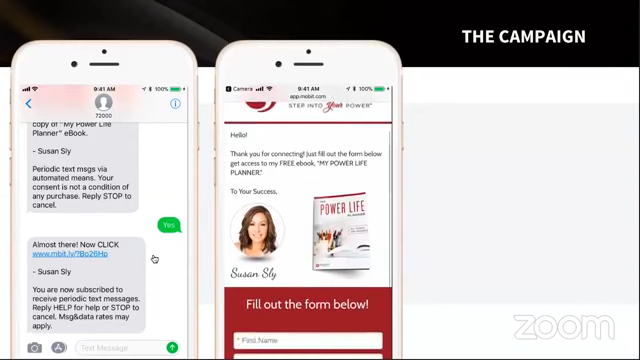 THE CAMPAIGN
9:41 AM
100%
72000
copy of "My Power Life
Planner" eBook.
- Susan Sly
Periodic text msgs via
automated means. Your
consent is not a condition of
any purchase. Reply STOP to
cancel.
Yes
Almost there! Now CLICK
www.mbit.ly/?Bo26Hp
- Susan Sly
You are now subscribed to
receive periodic text messages.
Reply HELP for help or STOP to
cancel. Msg&data rates may
apply.
Text Message
Camera
9:41 AM
100%
app.mobit.com
STEP INTO Your POWER™
Hello!
Thank you for connecting! Just fill out the form below
get access to my FREE ebook, "MY POWER LIFE
PLANNER."
To Your Success,
POWER LIFE
PLANNER
Susan Sly
Fill out the form below!
* First Name
zoom